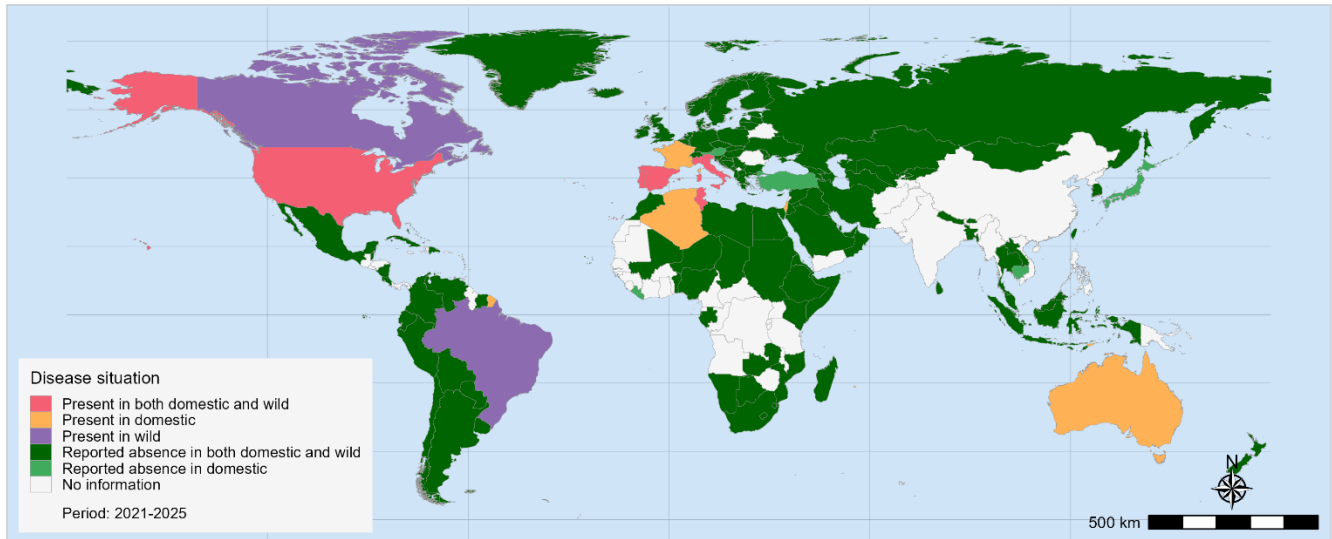 Disease situation
Present in both domestic and wild
Present in domestic
Present in wild
Reported absence in both domestic and wild
Reported absence in domestic
No information
Period: 2021-2025
N
500 km